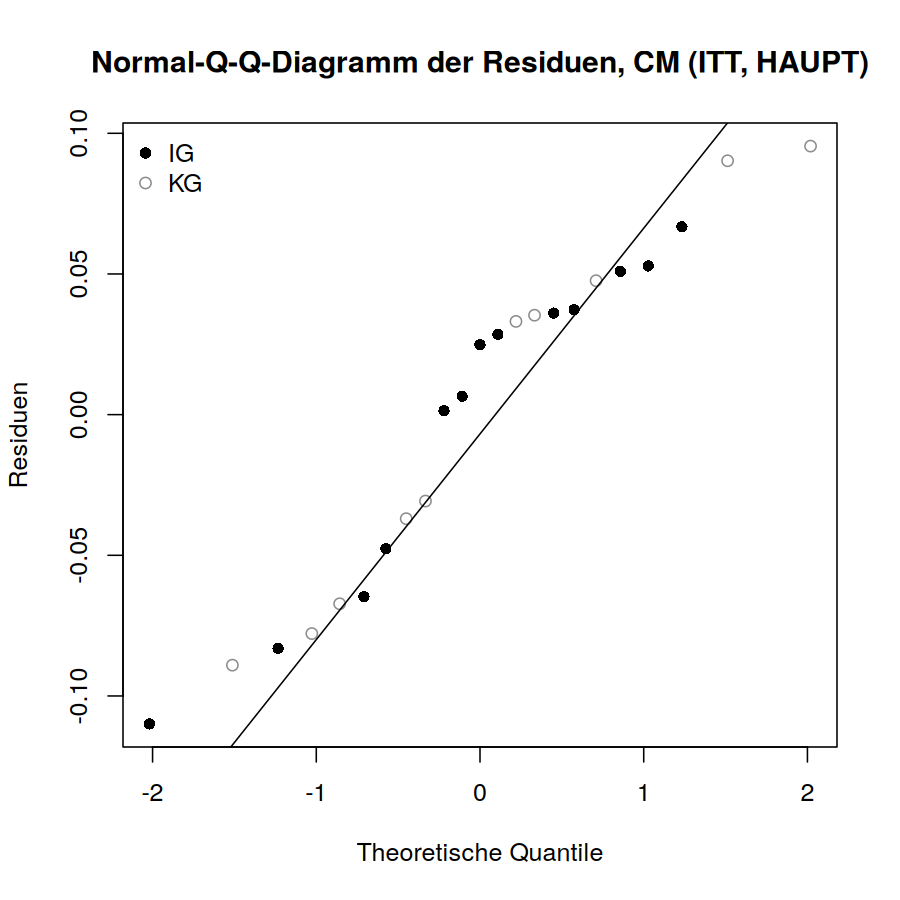 Normal-Q-Q-Diagramm der Residuen, CM (ITT, HAUPT)
IG
KG
0.10
0.05
0.00
-0.05
-0.10
Residuen
-2
-1
0
1
2
Theoretische Quantile